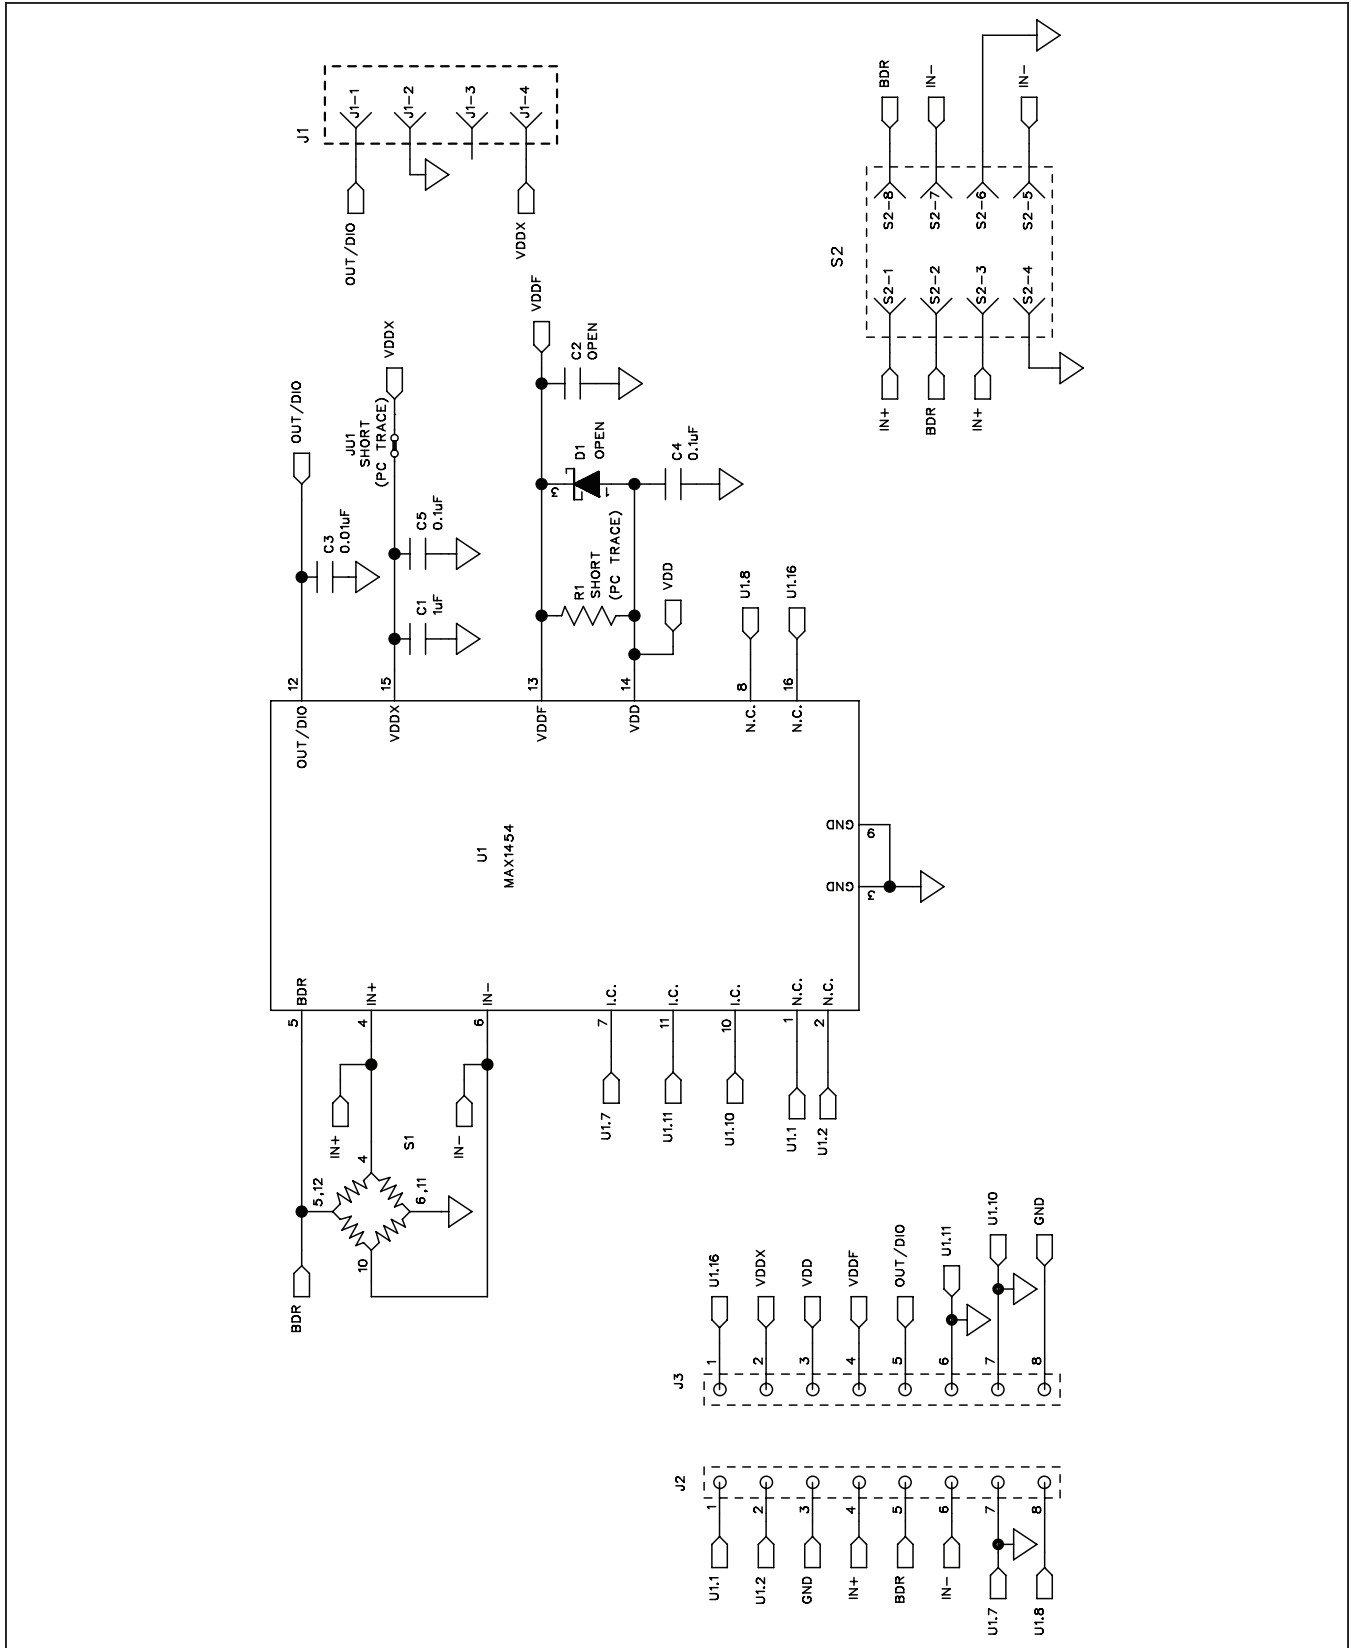 J1
J1-1
J1-2
J1-3
J1-4
OUT/DIO
VDDX
OUT/DIO
C3
0.01uF
VDDX
JU1
SHORT
(PC TRACE)
C5
0.1uF
C1
1uF
VDDF
C2
OPEN
D1
OPEN
3
1
C4
0.1uF
R1
SHORT
(PC TRACE)
VDD
U1.8
U1.16
12
15
13
14
8
16
OUT/DIO
VDDX
VDDF
VDD
N.C.
N.C.
U1
MAX1454
GND
9
GND
3
BDR
IN+
IN-
I.C.
I.C.
I.C.
N.C.
N.C.
5
4
6
7
11
10
1
2
U1.7
U1.11
U1.10
U1.1
U1.2
IN+
IN-
S1
4
5,12
6,11
10
BDR
S2
BDR
IN-
IN-
S2-8
S2-7
S2-6
S2-5
S2-1
S2-2
S2-3
S2-4
IN+
BDR
IN+
J3
U1.16
VDDX
VDD
VDDF
OUT/DIO
U1.11
U1.10
GND
1
2
3
4
5
6
7
8
J2
1
2
3
4
5
6
7
8
U1.1
U1.2
GND
IN+
BDR
IN-
U1.7
U1.8